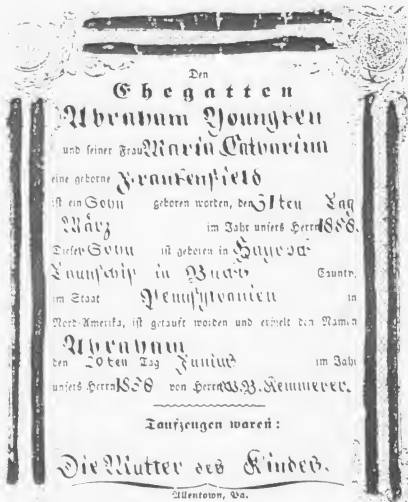 Den
Ehegatten
Abraham Youngken
und seiner Frau Maria Catharina
eine geborne Frankenfield
ist ein Sohn geboren worden, den 31ten Tag
März im Jahr unsers Herrn 1858.
Dieser Sohn ist geboren in
Taunschip in Bucks Caunty,
im Staat Pennsylvanien in
Nord-Amerika, ist getauft worden und erhielt den Namen
Abraham
den 20ten Tag Junius im Jahr
unsers Herrn 1858 von Herrn W. B. Kemmerer.
Taufzeugen waren:
Die Mutter des Kindes.
Allentown, Pa.